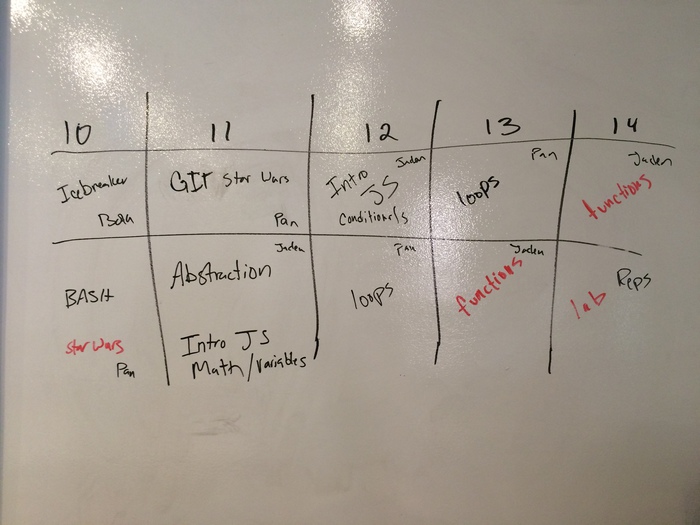 10 11 12 13 14
Icebreaker
GIT Star Wars
Pan
Jaden
Intro
JS
Conditionals
Jaden
loops
Pan
functions
Jaden
BASH
Star Wars
Pan
Abstraction
Jaden
Intro JS
Math/Variables
loops
Pan
functions
Jaden
lab
Reps